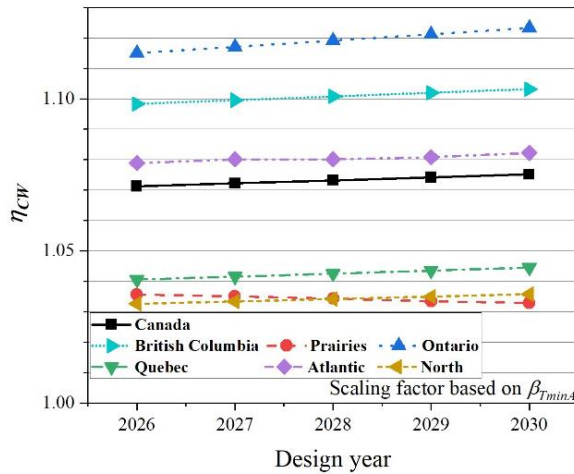 η_CW
1.10
1.05
1.00
Canada
British Columbia
Prairies
Ontario
Quebec
Atlantic
North
Scaling factor based on β_TminA
2026 2027 2028 2029 2030
Design year